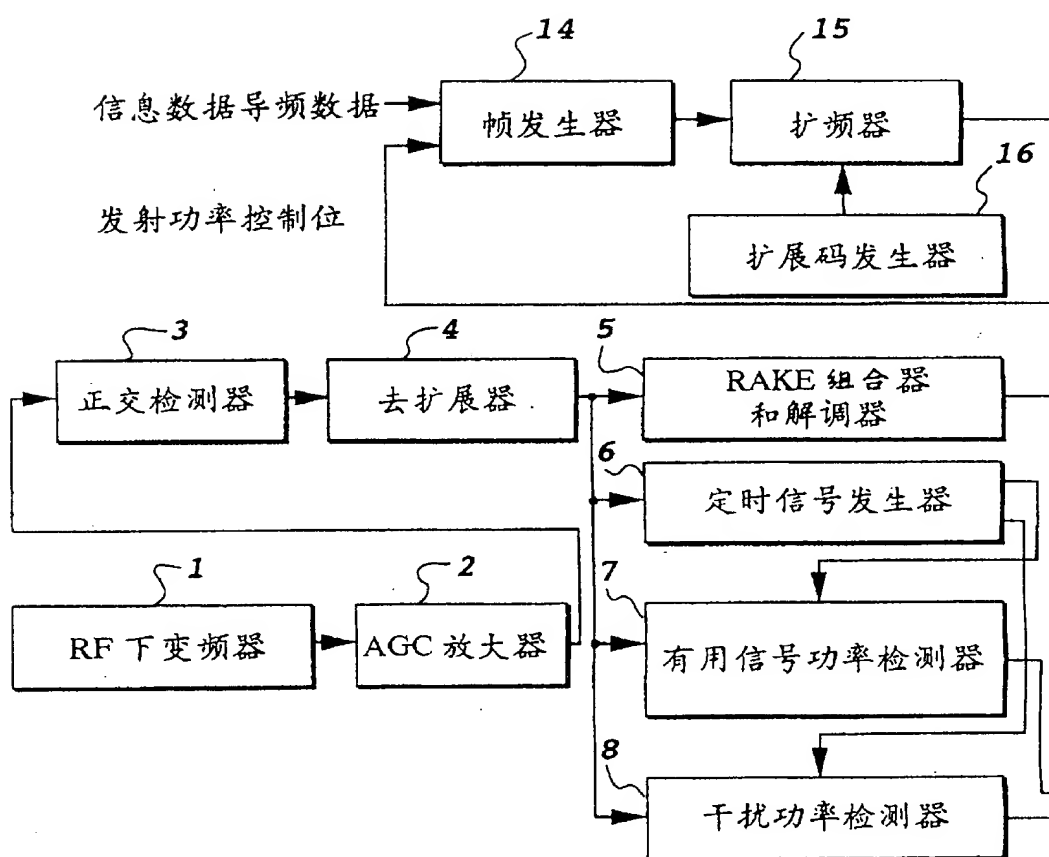 14
15
信息数据导频数据
帧发生器
扩频器
16
发射功率控制位
扩展码发生器
3
4
5
正交检测器
去扩展器
RAKE 组合器
和解调器
6
定时信号发生器
1
2
7
RF 下变频器
AGC 放大器
有用信号功率检测器
8
干扰功率检测器